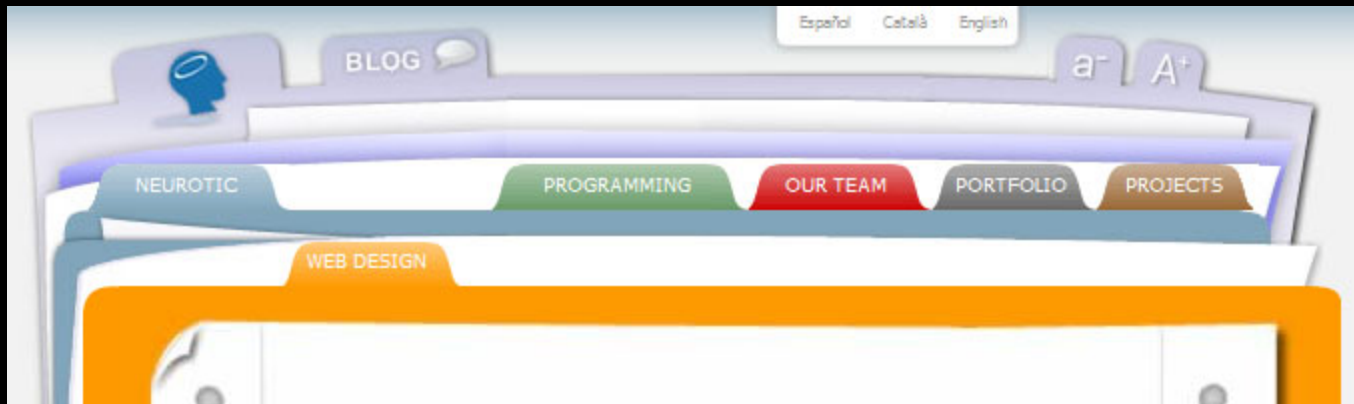 Español Català English
BLOG
a- A+
NEUROTIC PROGRAMMING OUR TEAM PORTFOLIO PROJECTS
WEB DESIGN